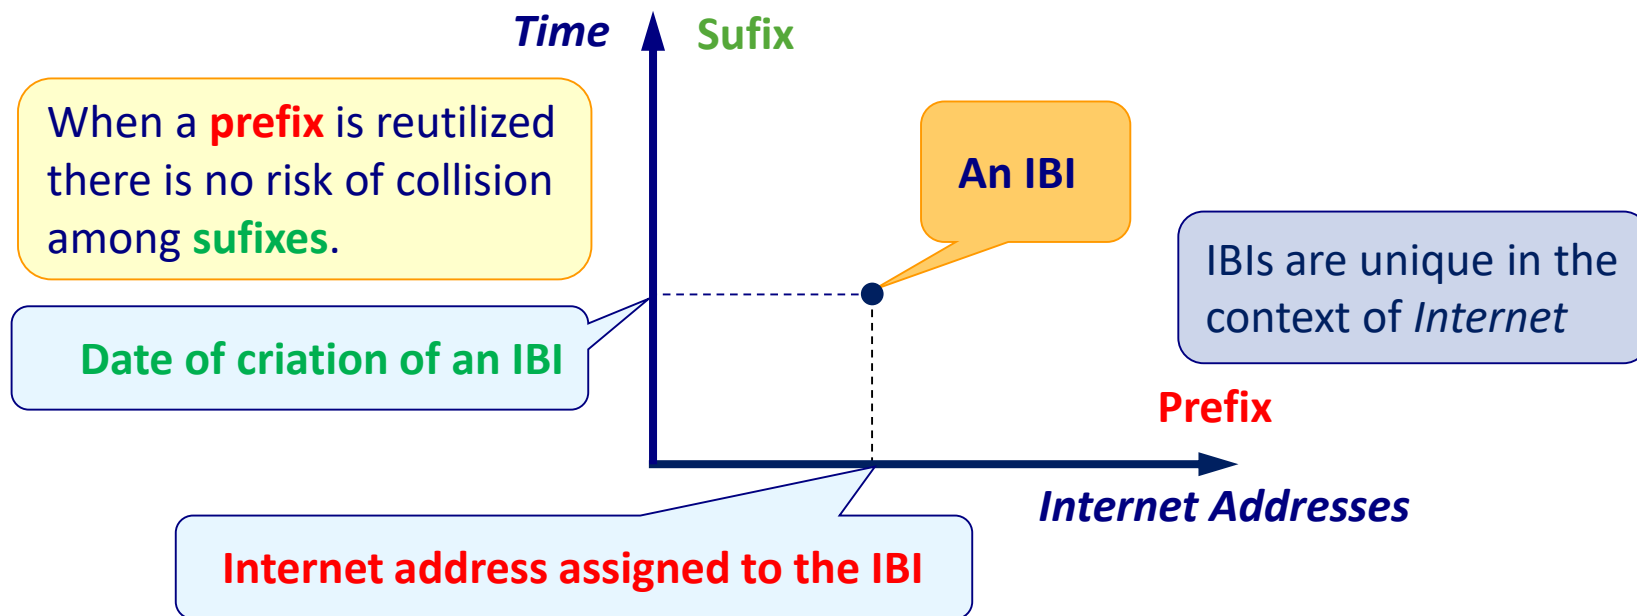 Time
Sufix
When a prefix is reutilized
there is no risk of collision
among sufixes.
An IBI
IBIs are unique in the
context of Internet
Date of criation of an IBI
Prefix
Internet Addresses
Internet address assigned to the IBI